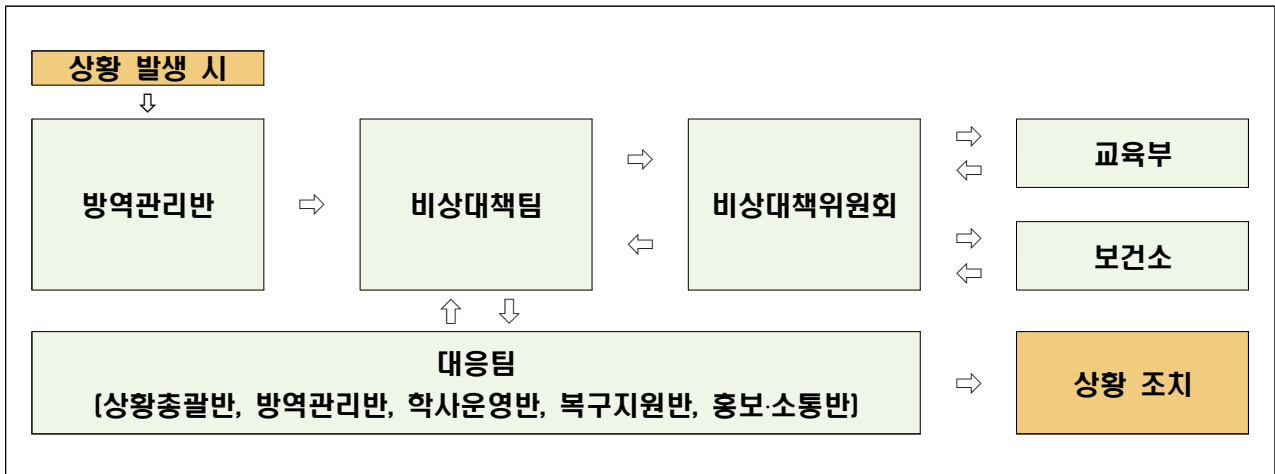 상황 발생 시
방역관리반
비상대책팀
비상대책위원회
교육부
보건소
대응팀
(상황총괄반, 방역관리반, 학사운영반, 복구지원반, 홍보·소통반)
상황 조치